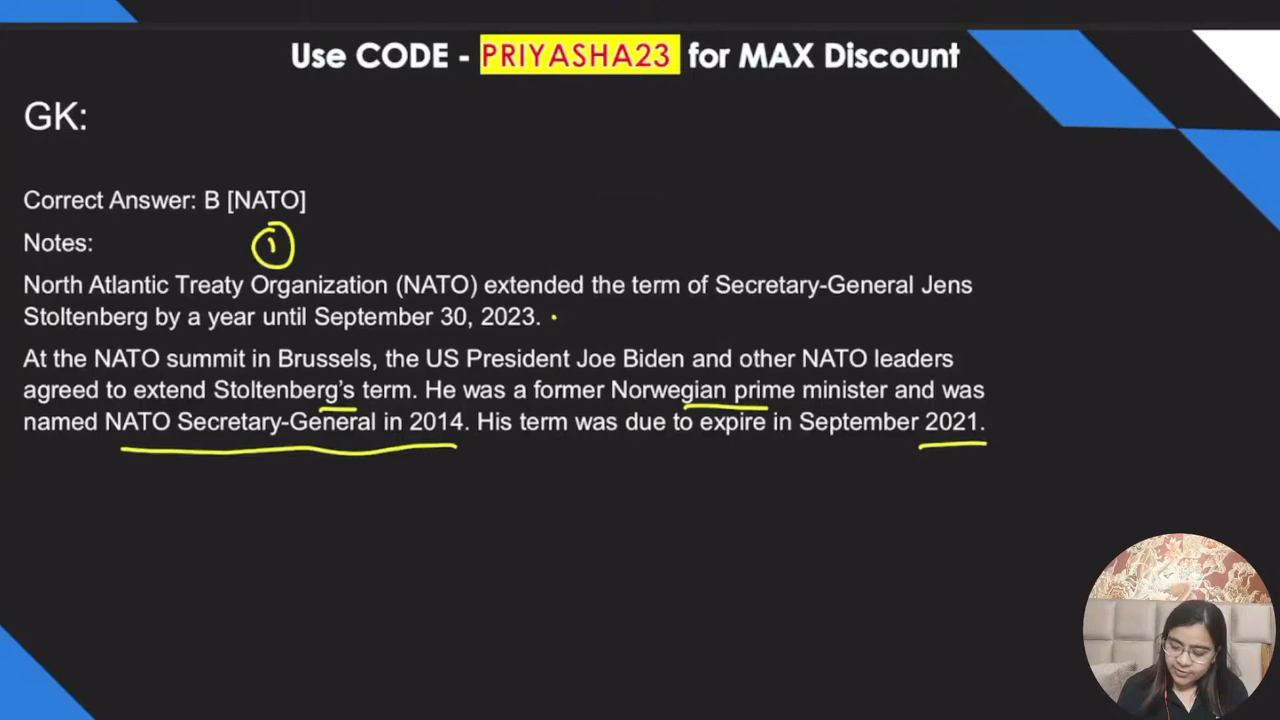 Use CODE - PRIYASHA23 for MAX Discount
GK:
Correct Answer: B [NATO]
Notes:
1
North Atlantic Treaty Organization (NATO) extended the term of Secretary-General Jens
Stoltenberg by a year until September 30, 2023.
At the NATO summit in Brussels, the US President Joe Biden and other NATO leaders
agreed to extend Stoltenberg's term. He was a former Norwegian prime minister and was
named NATO Secretary-General in 2014. His term was due to expire in September 2021.